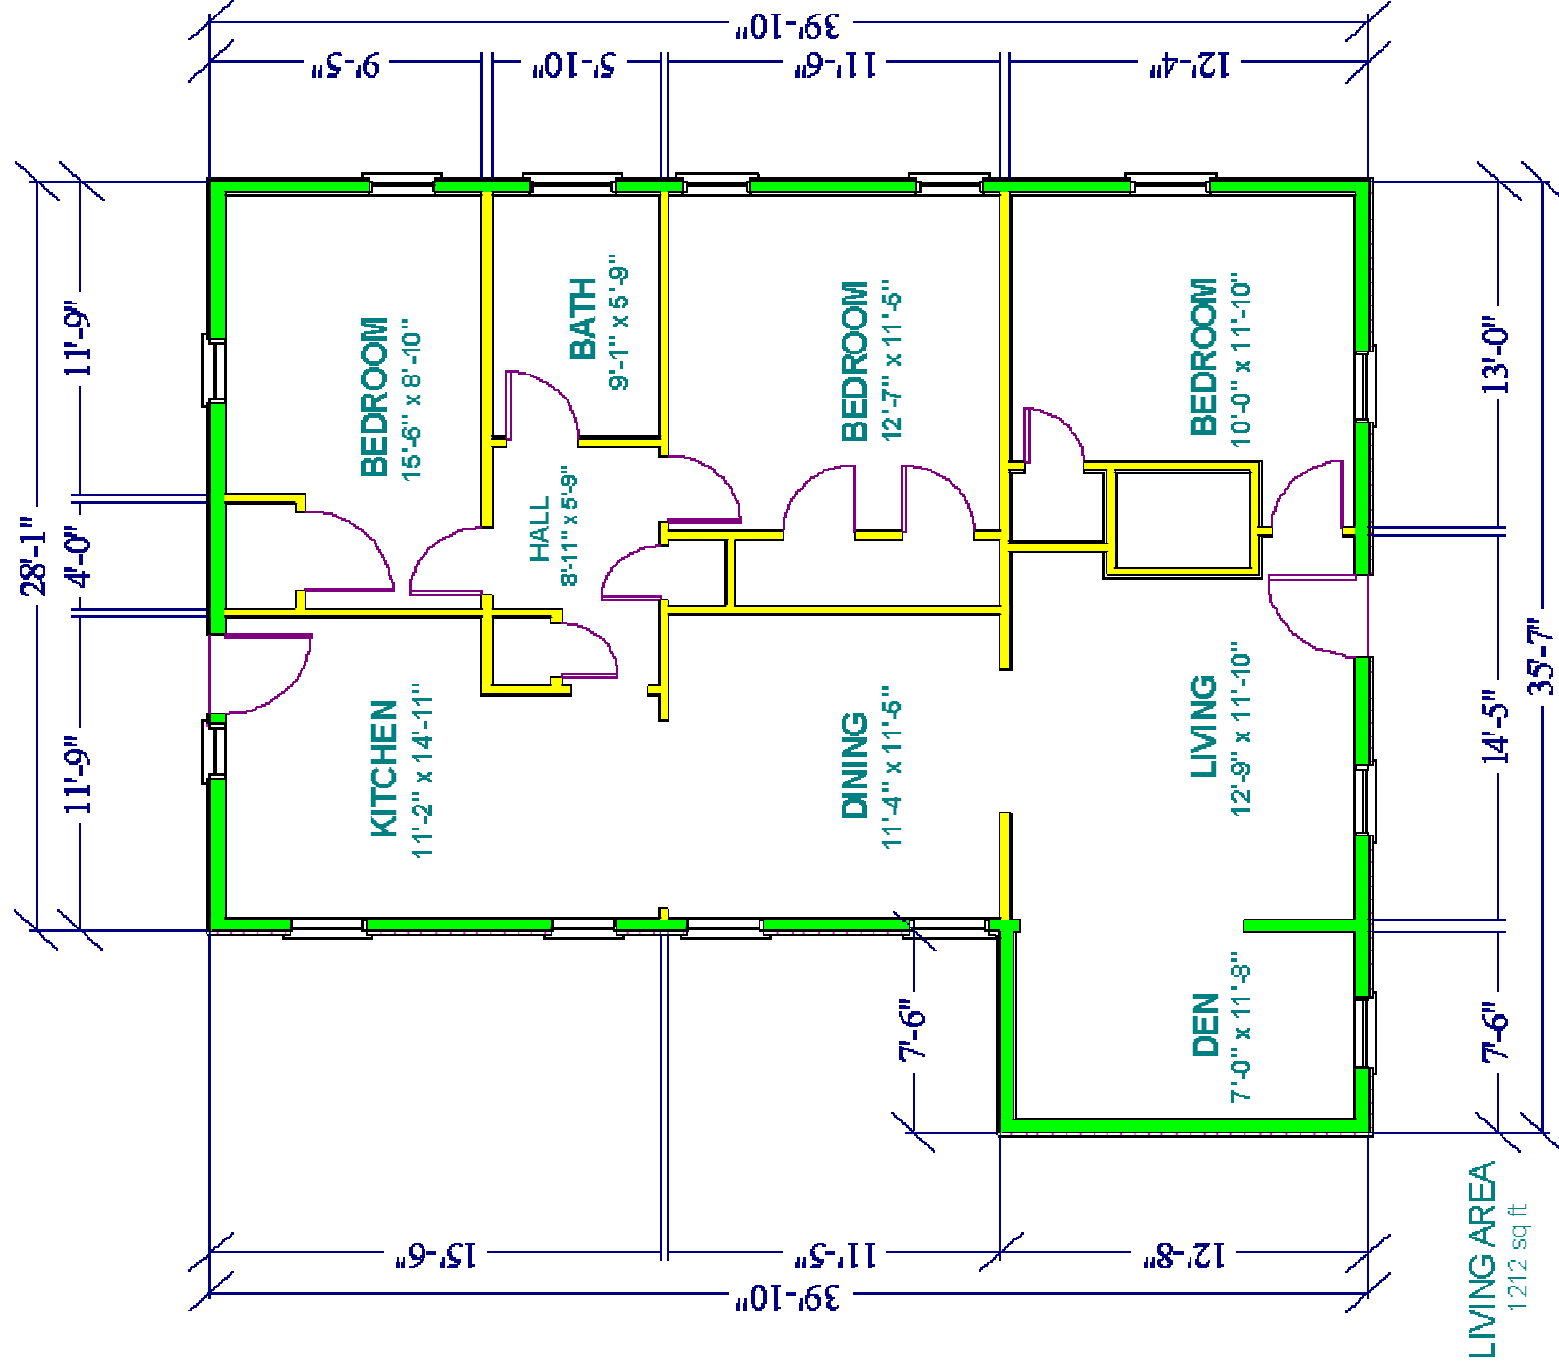 39'-10"
9'-5"
5'-10"
11'-6"
12'-4"
28'-1"
11'-9"
4'-0"
11'-9"
BEDROOM
15'-6" x 8'-10"
BATH
9'-1" x 5'-9"
BEDROOM
12'-7" x 11'-5"
BEDROOM
10'-0" x 11'-10"
HALL
8'-11" x 5'-9"
KITCHEN
11'-2" x 14'-11"
DINING
11'-4" x 11'-5"
LIVING
12'-9" x 11'-10"
DEN
7'-0" x 11'-8"
7'-6"
13'-0"
14'-5"
7'-6"
35'-7"
15'-6"
11'-5"
12'-8"
39'-10"
LIVING AREA
1212 sq ft